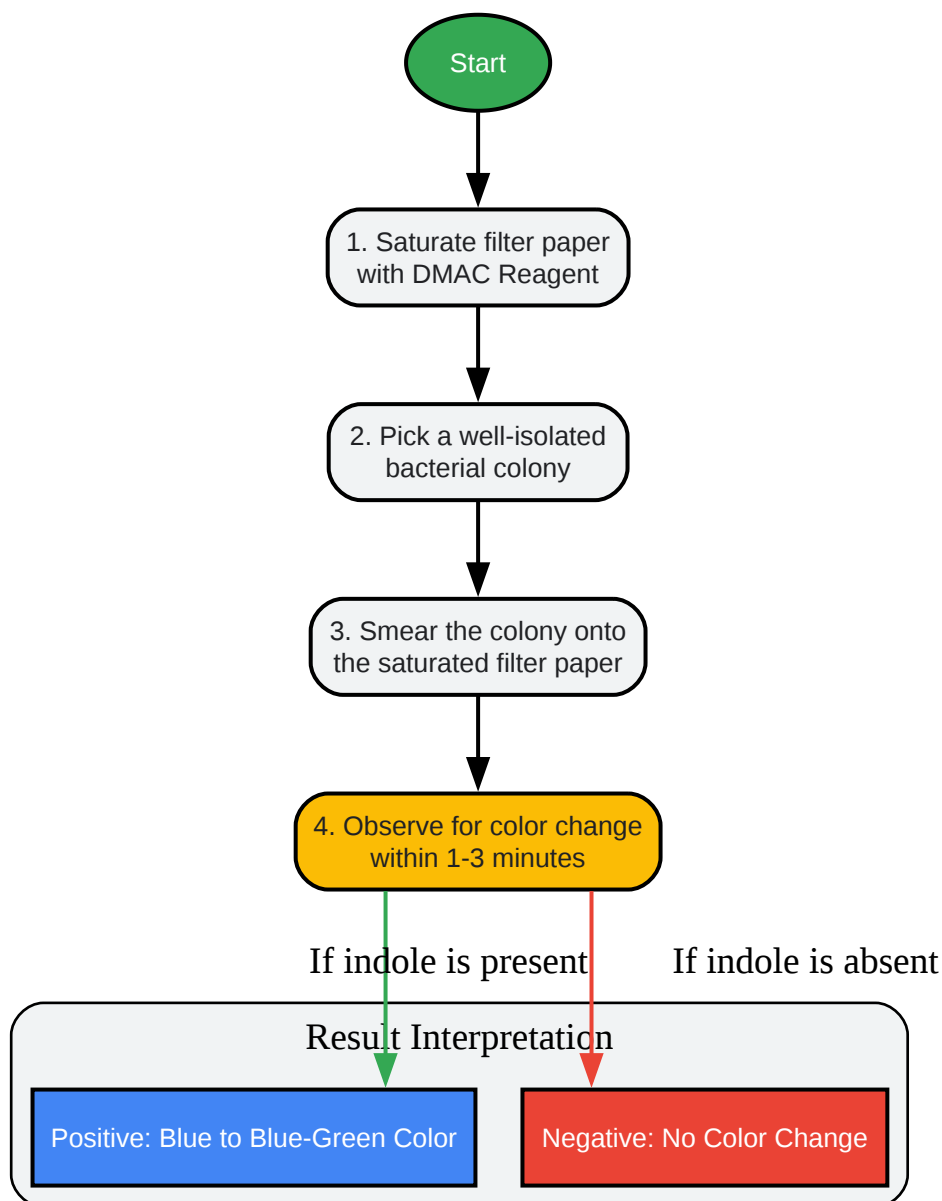 Start
1. Saturate filter paper
with DMAC Reagent
2. Pick a well-isolated
bacterial colony
3. Smear the colony onto
the saturated filter paper
4. Observe for color change
within 1-3 minutes
If indole is present
If indole is absent
Result Interpretation
Positive: Blue to Blue-Green Color
Negative: No Color Change